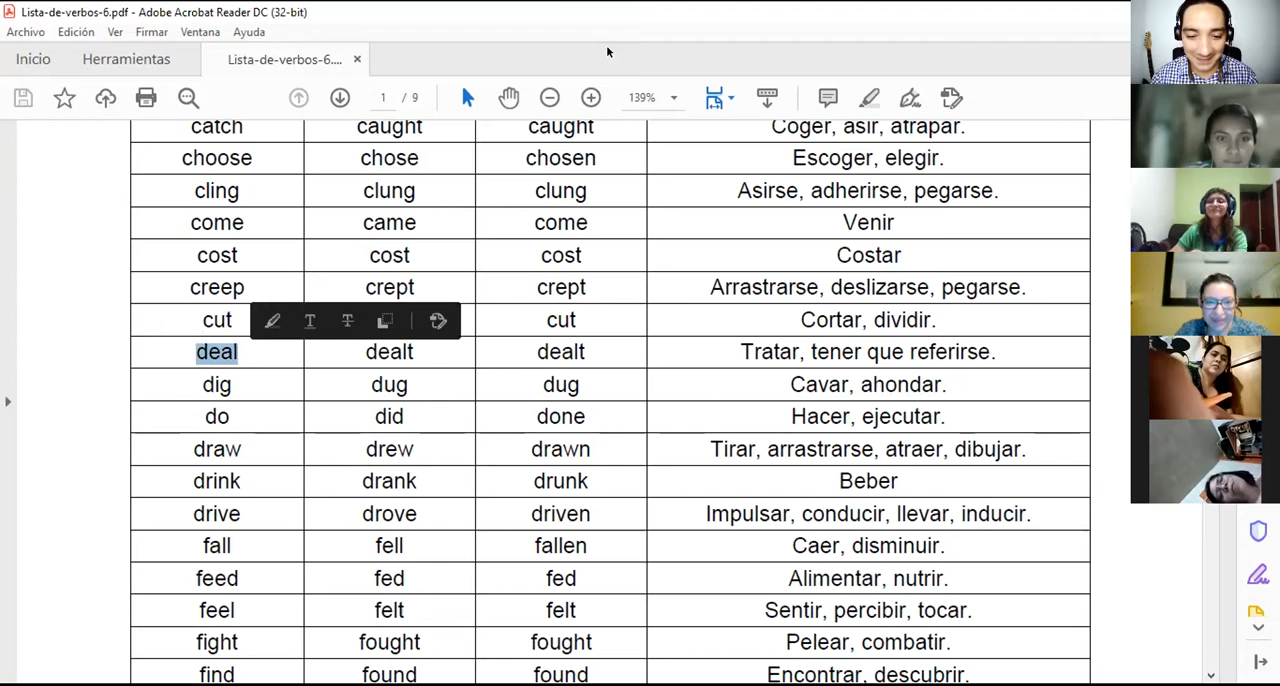 Lista-de-verbos-6.pdf - Adobe Acrobat Reader DC (32-bit)
Archivo Edición Ver Firmar Ventana Ayuda
Inicio Herramientas Lista-de-verbos-6.... ×
1 / 9 139%
catch caught caught Coger, asir, atrapar.
choose chose chosen Escoger, elegir.
cling clung clung Asirse, adherirse, pegarse.
come came come Venir
cost cost cost Costar
creep crept crept Arrastrarse, deslizarse, pegarse.
cut cut Cortar, dividir.
deal dealt dealt Tratar, tener que referirse.
dig dug dug Cavar, ahondar.
do did done Hacer, ejecutar.
draw drew drawn Tirar, arrastrarse, atraer, dibujar.
drink drank drunk Beber
drive drove driven Impulsar, conducir, llevar, inducir.
fall fell fallen Caer, disminuir.
feed fed fed Alimentar, nutrir.
feel felt felt Sentir, percibir, tocar.
fight fought fought Pelear, combatir.
find found found Encontrar, descubrir.